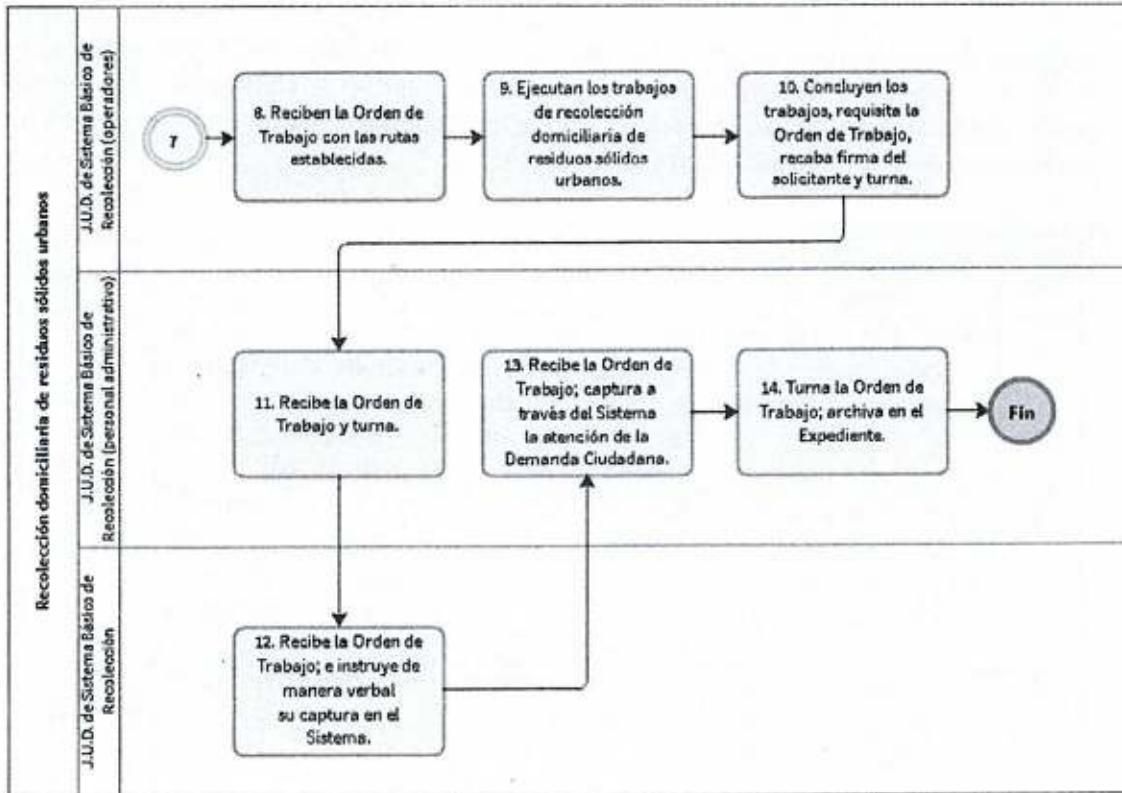 Recolección domiciliaria de residuos sólidos urbanos
J.U.D. de Sistema Básico de
Recolección (operadores)
7
8. Reciben la Orden de
Trabajo con las rutas
establecidas.
9. Ejecutan los trabajos
de recolección
domiciliaria de
residuos sólidos
urbanos.
10. Concluyen los
trabajos, requisita la
Orden de Trabajo,
recaba firma del
solicitante y turna.
J.U.D. de Sistema Básico de
Recolección (personal administrativo)
11. Recibe la Orden de
Trabajo y turna.
13. Recibe la Orden de
Trabajo; captura a
través del Sistema
la atención de la
Demanda Ciudadana.
14. Turna la Orden de
Trabajo; archiva en el
Expediente.
Fin
J.U.D. de Sistema Basico de
Recolección
12. Recibe la Orden de
Trabajo; e instruye de
manera verbal
su captura en el
Sistema.